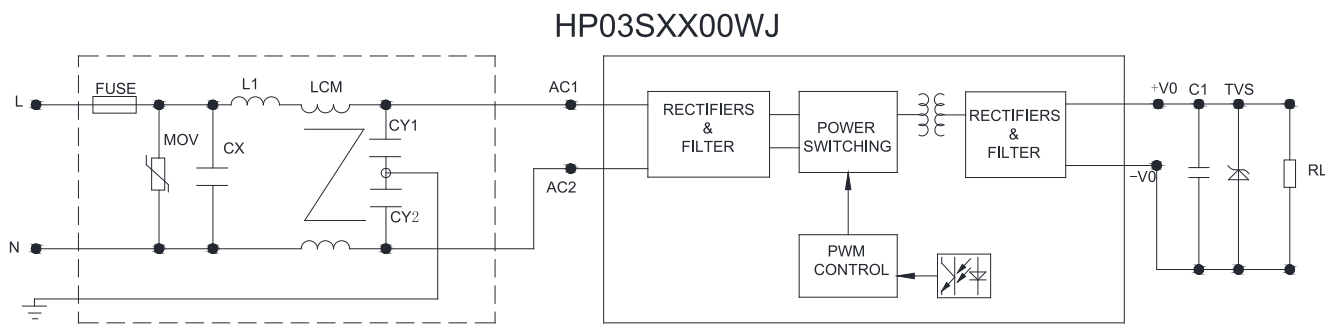 HP03SXX00WJ
L
FUSE
L1
LCM
MOV
CX
CY1
CY2
N
AC1
AC2
RECTIFIERS
&
FILTER
POWER
SWITCHING
RECTIFIERS
&
FILTER
PWM
CONTROL
+V0
C1
TVS
−V0
RL